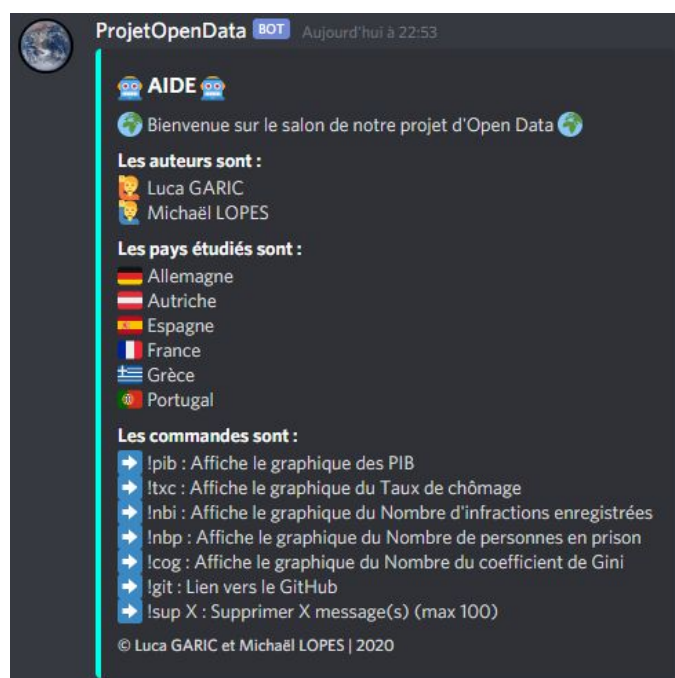 ProjetOpenData BOT Aujourd'hui à 22:53
AIDE
Bienvenue sur le salon de notre projet d'Open Data
Les auteurs sont :
Luca GARIC
Michaël LOPES
Les pays étudiés sont :
Allemagne
Autriche
Espagne
France
Grèce
Portugal
Les commandes sont :
!pib : Affiche le graphique des PIB
!txc : Affiche le graphique du Taux de chômage
!nbi : Affiche le graphique du Nombre d'infractions enregistrées
!nbp : Affiche le graphique du Nombre de personnes en prison
!cog : Affiche le graphique du Nombre du coefficient de Gini
!git : Lien vers le GitHub
!sup X : Supprimer X message(s) (max 100)
© Luca GARIC et Michaël LOPES | 2020